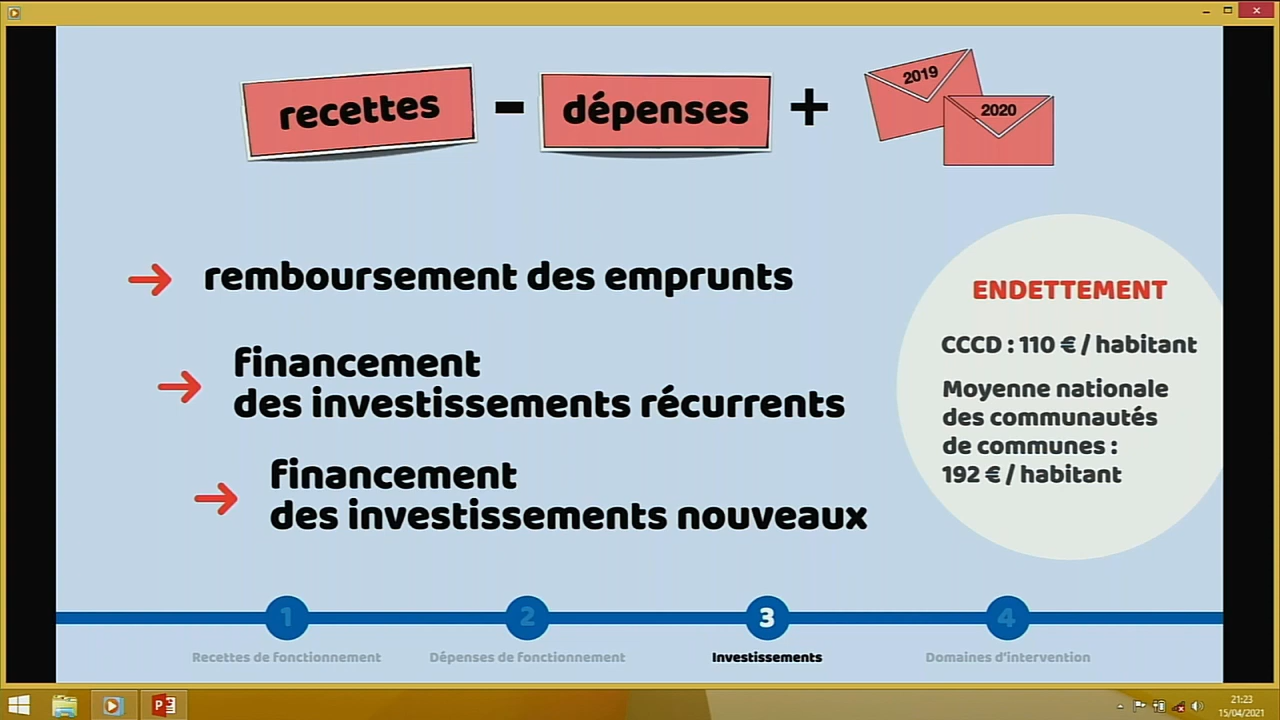 recettes - dépenses +
2019
2020
remboursement des emprunts
financement
des investissements récurrents
financement
des investissements nouveaux
ENDETTEMENT
CCCD : 110 € / habitant
Moyenne nationale
des communautés
de communes :
192 € / habitant
1
2
3
4
Recettes de fonctionnement
Dépenses de fonctionnement
Investissements
Domaines d'intervention
21:23
15/04/2021